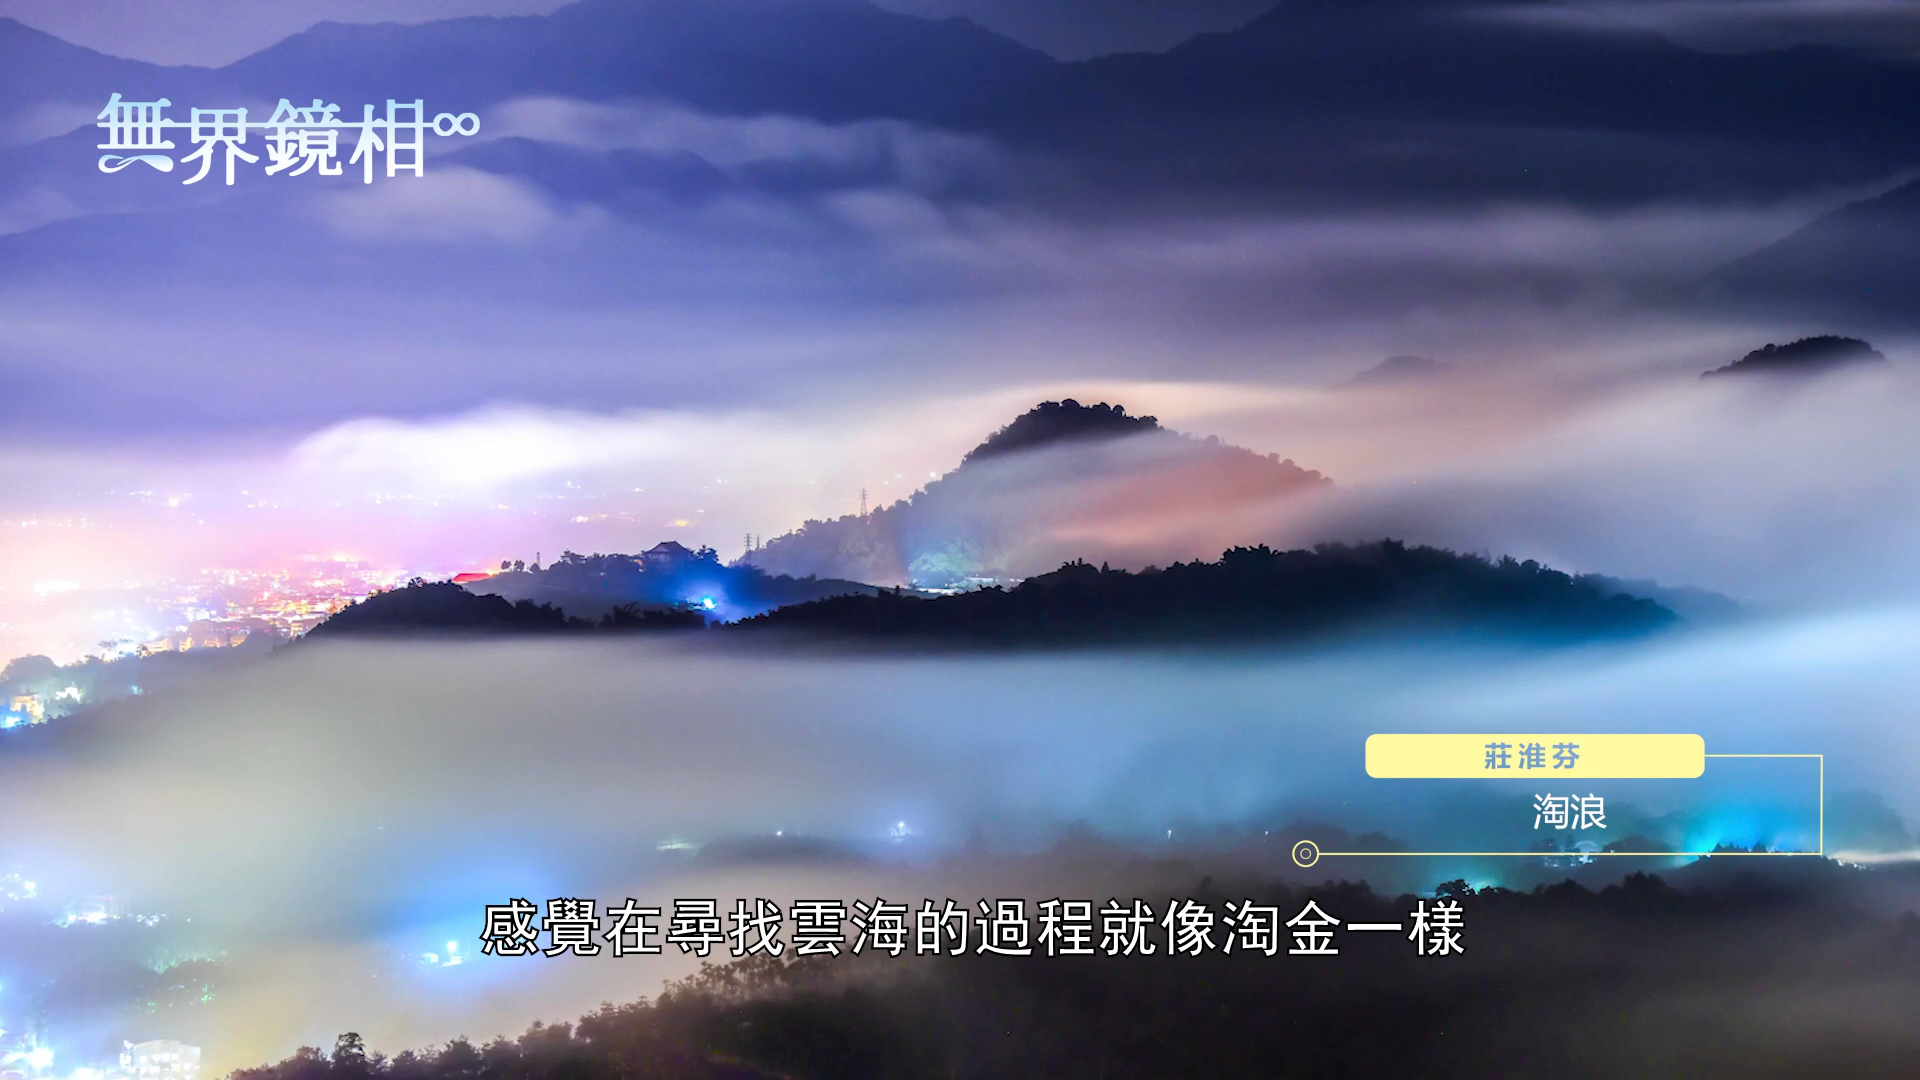 無界鏡相
莊淮芬
淘浪
感覺在尋找雲海的過程就像淘金一樣